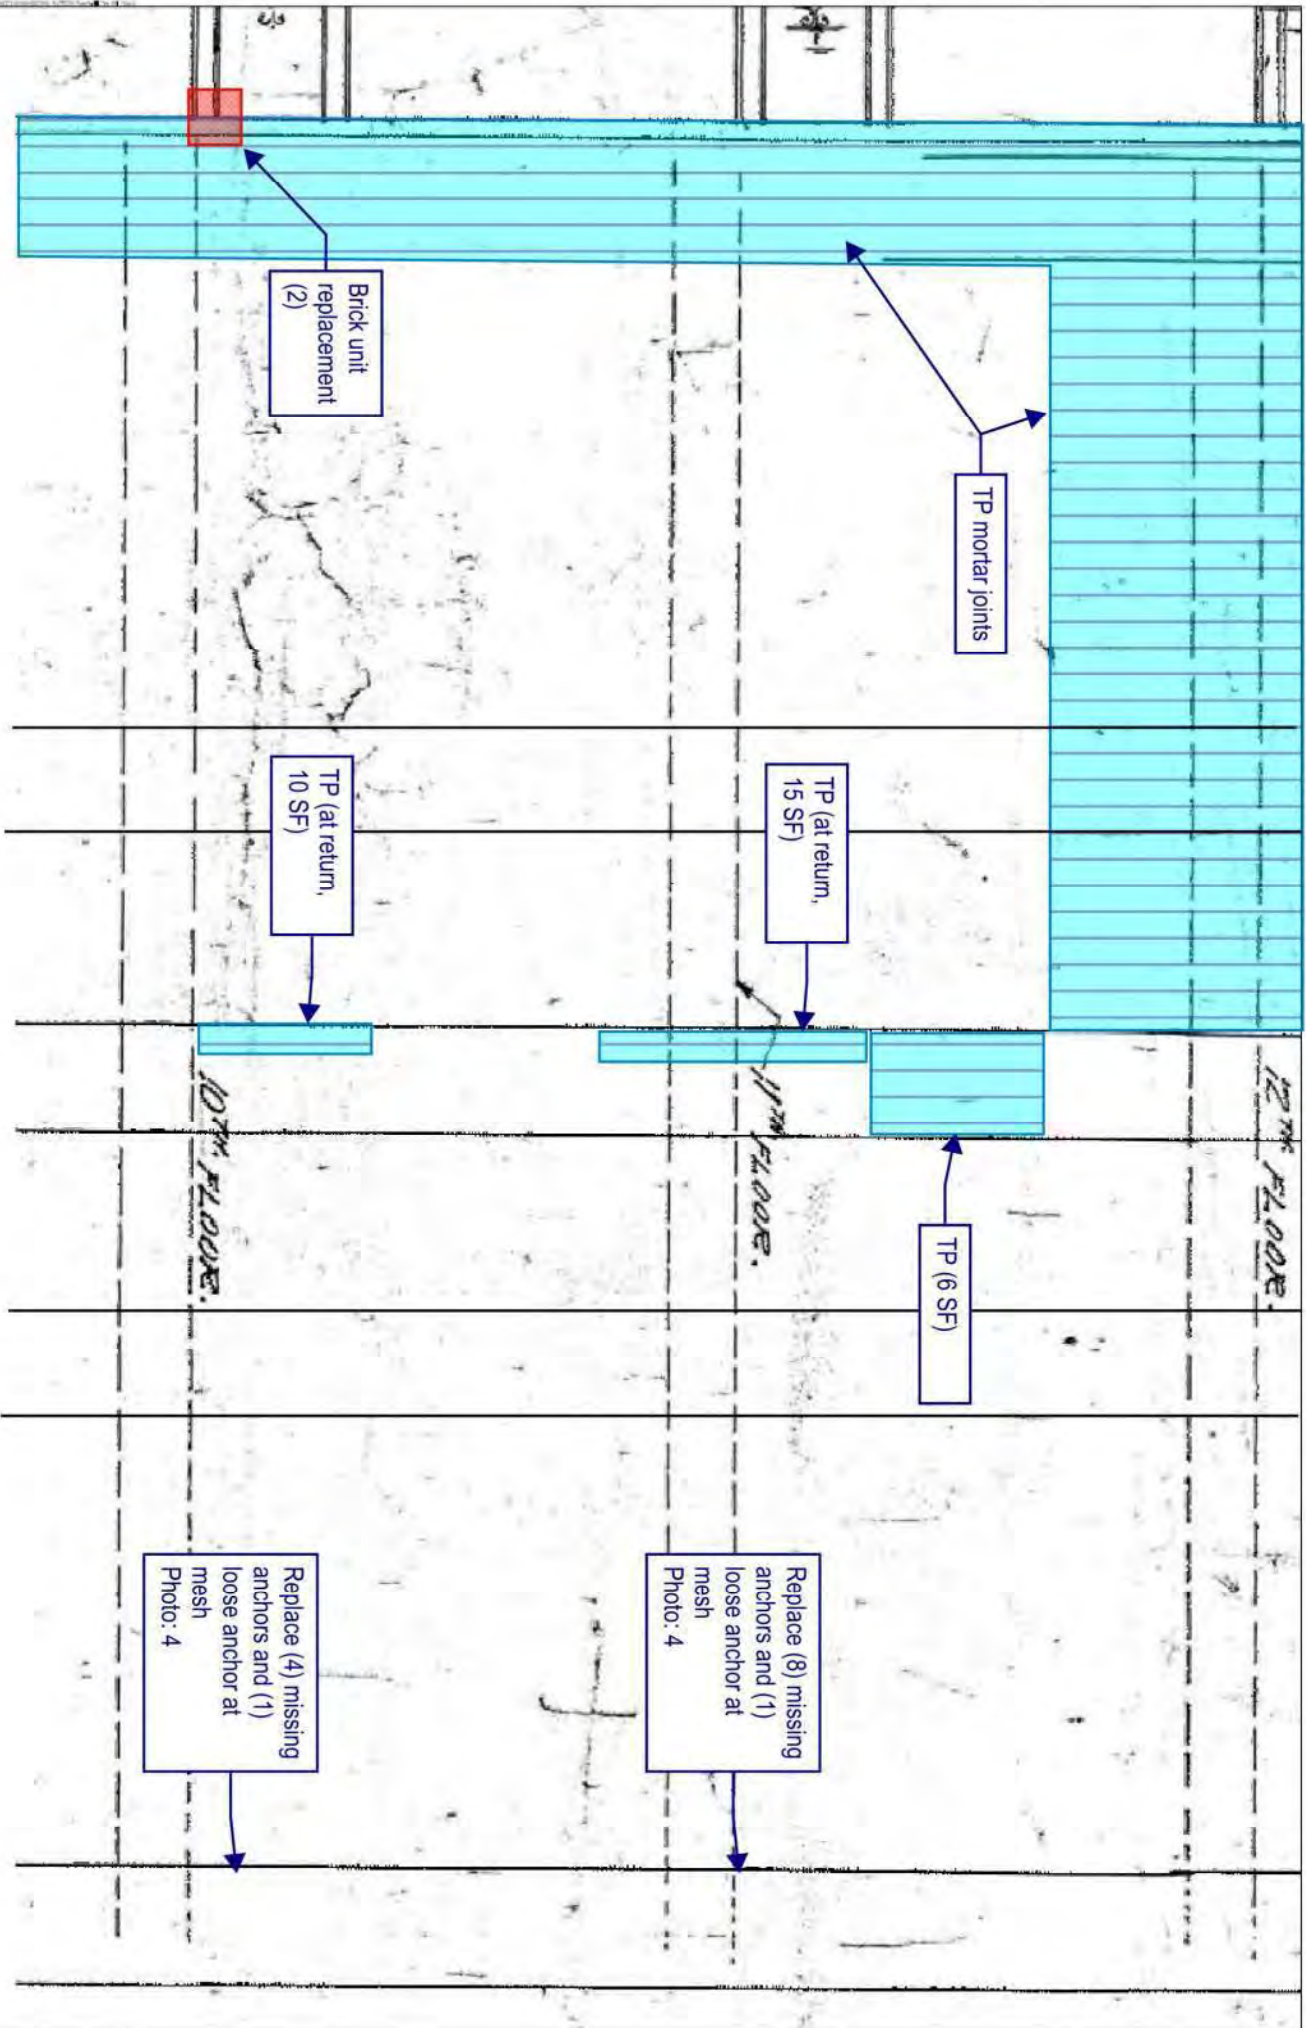 12TH FLOOR.
TP mortar joints
TP (6 SF)
TP (at return,
15 SF)
11TH FLOOR.
Replace (8) missing
anchors and (1)
loose anchor at
mesh
Photo: 4
Brick unit
replacement
(2)
TP (at return,
10 SF)
10TH FLOOR.
Replace (4) missing
anchors and (1)
loose anchor at
mesh
Photo: 4